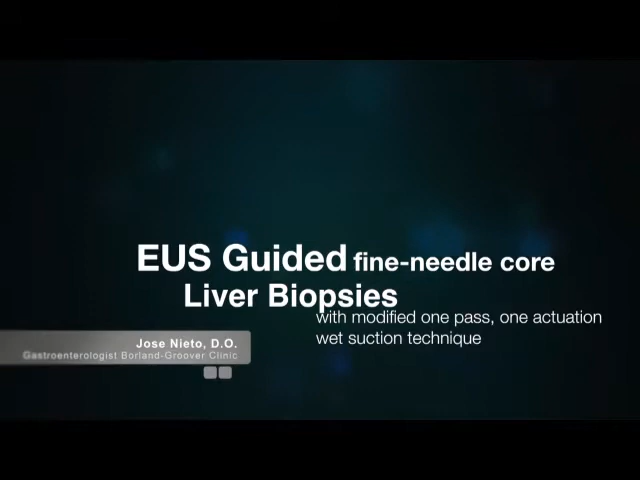 EUS Guided fine-needle core
Liver Biopsies
with modified one pass, one actuation
wet suction technique
Jose Nieto, D.O.
Gastroenterologist Borland-Groover Clinic